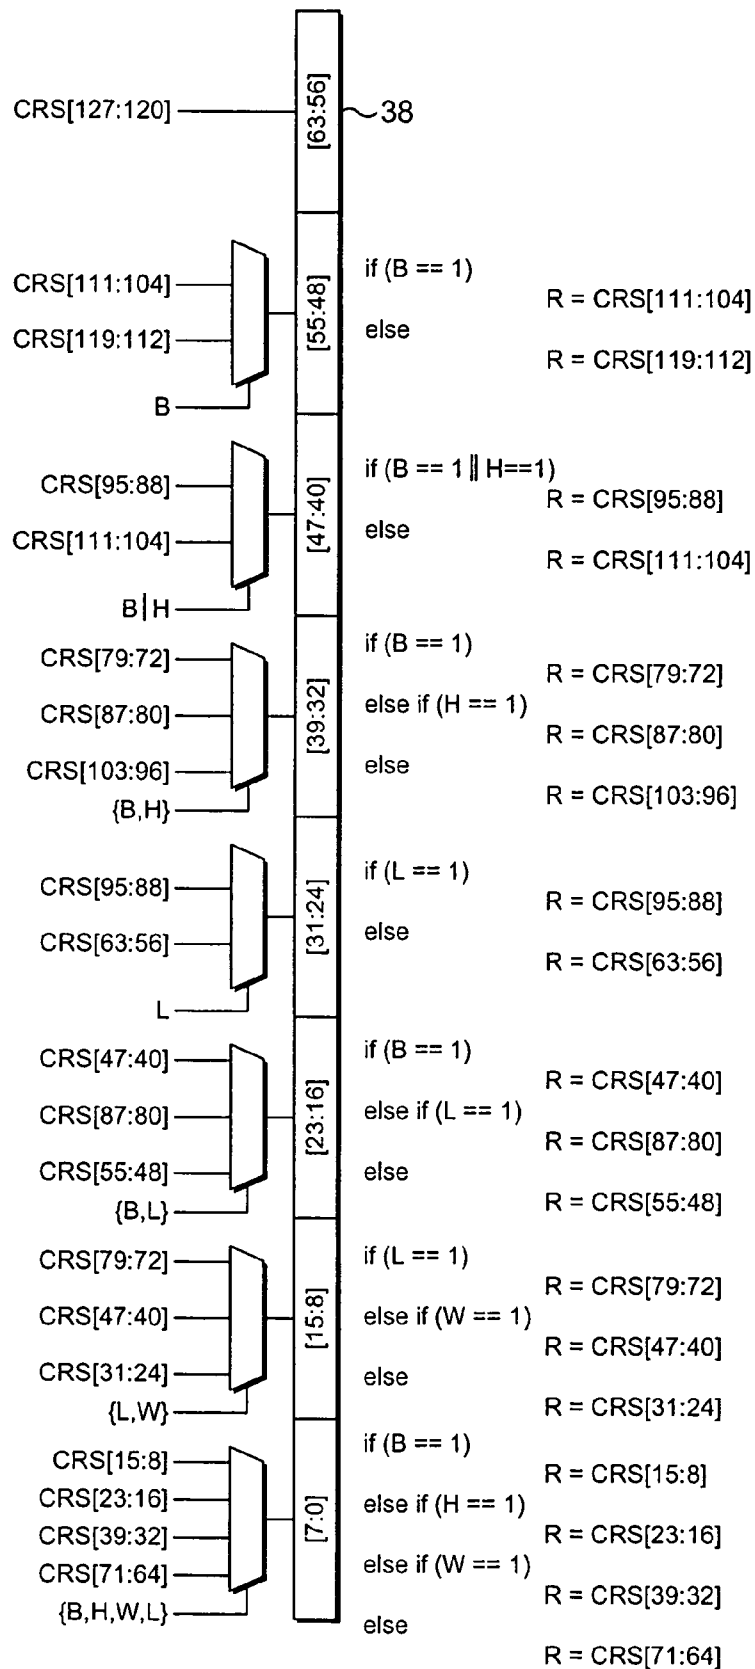 CRS[127:120]
[63:56]
38
CRS[111:104]
CRS[119:112]
B
[55:48]
if (B == 1)
R = CRS[111:104]
else
R = CRS[119:112]
CRS[95:88]
CRS[111:104]
B|H
[47:40]
if (B == 1 || H==1)
R = CRS[95:88]
else
R = CRS[111:104]
CRS[79:72]
CRS[87:80]
CRS[103:96]
{B,H}
[39:32]
if (B == 1)
R = CRS[79:72]
else if (H == 1)
R = CRS[87:80]
else
R = CRS[103:96]
CRS[95:88]
CRS[63:56]
L
[31:24]
if (L == 1)
R = CRS[95:88]
else
R = CRS[63:56]
CRS[47:40]
CRS[87:80]
CRS[55:48]
{B,L}
[23:16]
if (B == 1)
R = CRS[47:40]
else if (L == 1)
R = CRS[87:80]
else
R = CRS[55:48]
CRS[79:72]
CRS[47:40]
CRS[31:24]
{L,W}
[15:8]
if (L == 1)
R = CRS[79:72]
else if (W == 1)
R = CRS[47:40]
else
R = CRS[31:24]
CRS[15:8]
CRS[23:16]
CRS[39:32]
CRS[71:64]
{B,H,W,L}
[7:0]
if (B == 1)
R = CRS[15:8]
else if (H == 1)
R = CRS[23:16]
else if (W == 1)
R = CRS[39:32]
else
R = CRS[71:64]